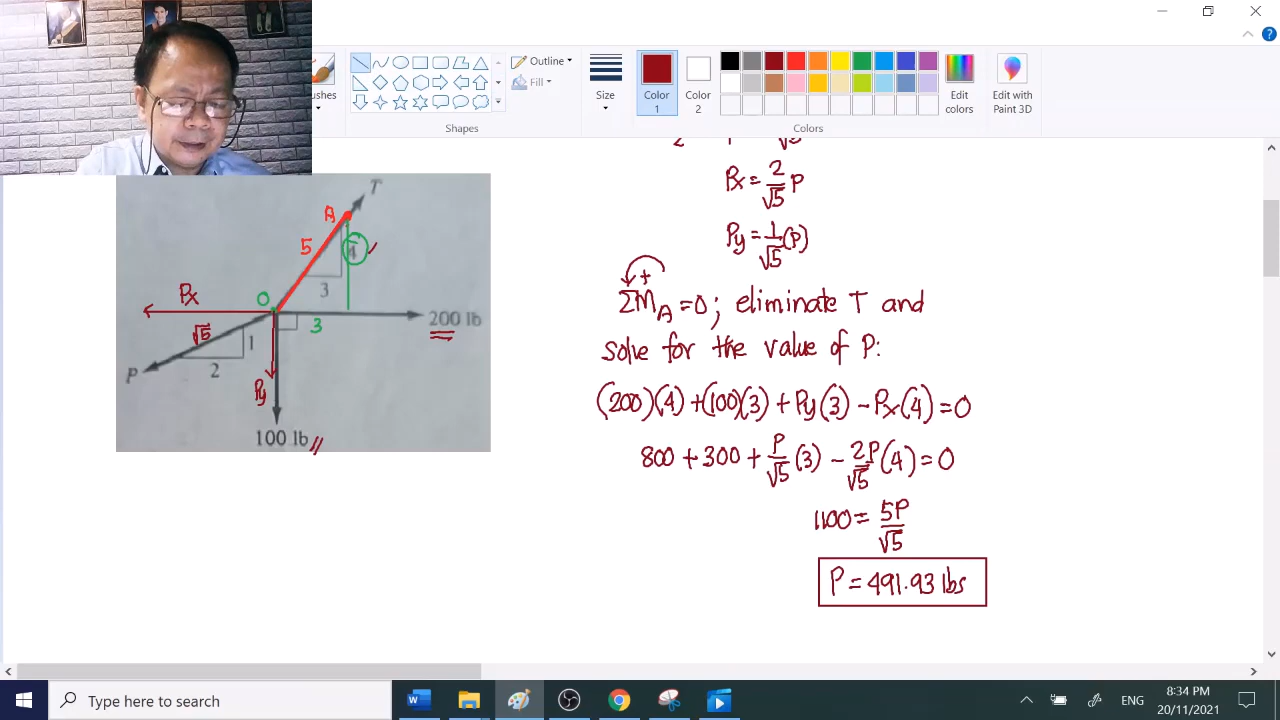 Outline
Fill
Shapes
Size
Color
1
Color
2
Edit
colors
Edit with
Paint 3D
Colors
Px = 2/√5 P
Py = 1/√5 (P)
+
ΣM_A = 0; eliminate T and
solve for the value of P:
(200)(4) + (100)(3) + Py(3) - Px(4) = 0
800 + 300 + P/√5 (3) - 2P/√5 (4) = 0
1100 = 5P/√5
P = 491.93 lbs
T
A
5
4
3
O
Px
3
200 lb
√5
1
2
P
Py
100 lb
Type here to search
ENG
8:34 PM
20/11/2021